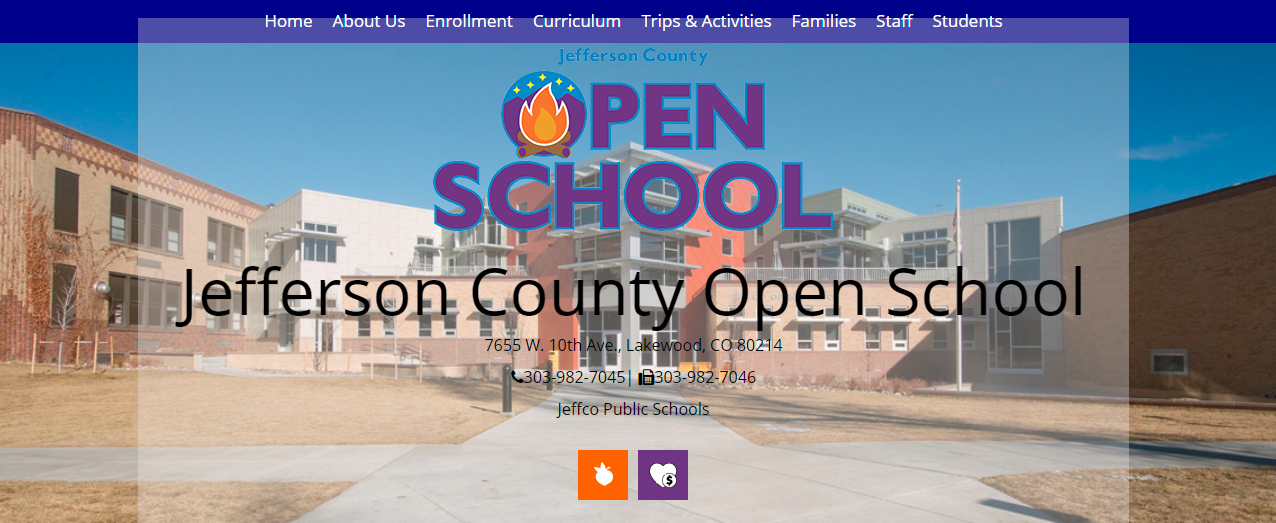 Home About Us Enrollment Curriculum Trips & Activities Families Staff Students
Jefferson County
OPEN
SCHOOL
Jefferson County Open School
7655 W. 10th Ave., Lakewood, CO 80214
303-982-7045| 303-982-7046
Jeffco Public Schools
$